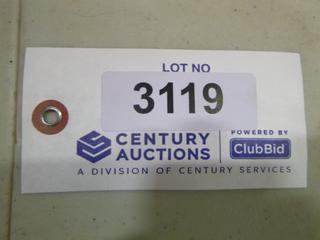 LOT NO
3119
CENTURY
AUCTIONS
POWERED BY
ClubBid
A DIVISION OF CENTURY SERVICES